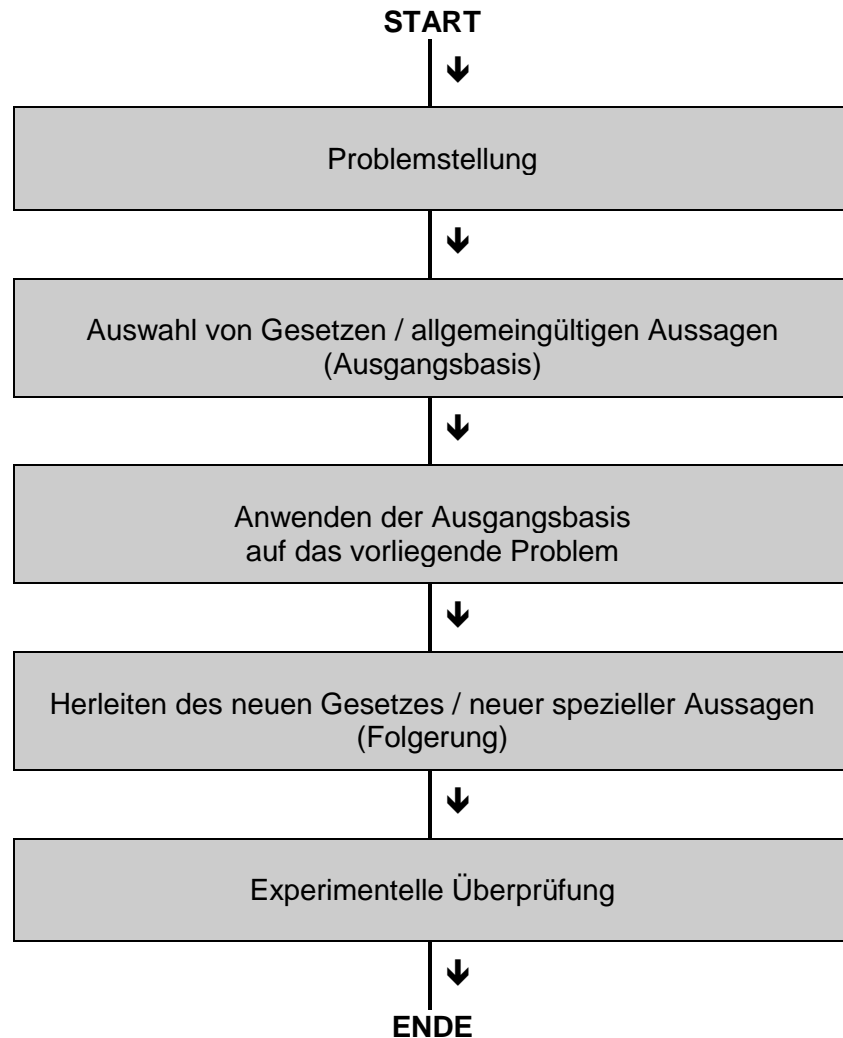 START
Problemstellung
Auswahl von Gesetzen / allgemeingültigen Aussagen
(Ausgangsbasis)
Anwenden der Ausgangsbasis
auf das vorliegende Problem
Herleiten des neuen Gesetzes / neuer spezieller Aussagen
(Folgerung)
Experimentelle Überprüfung
ENDE